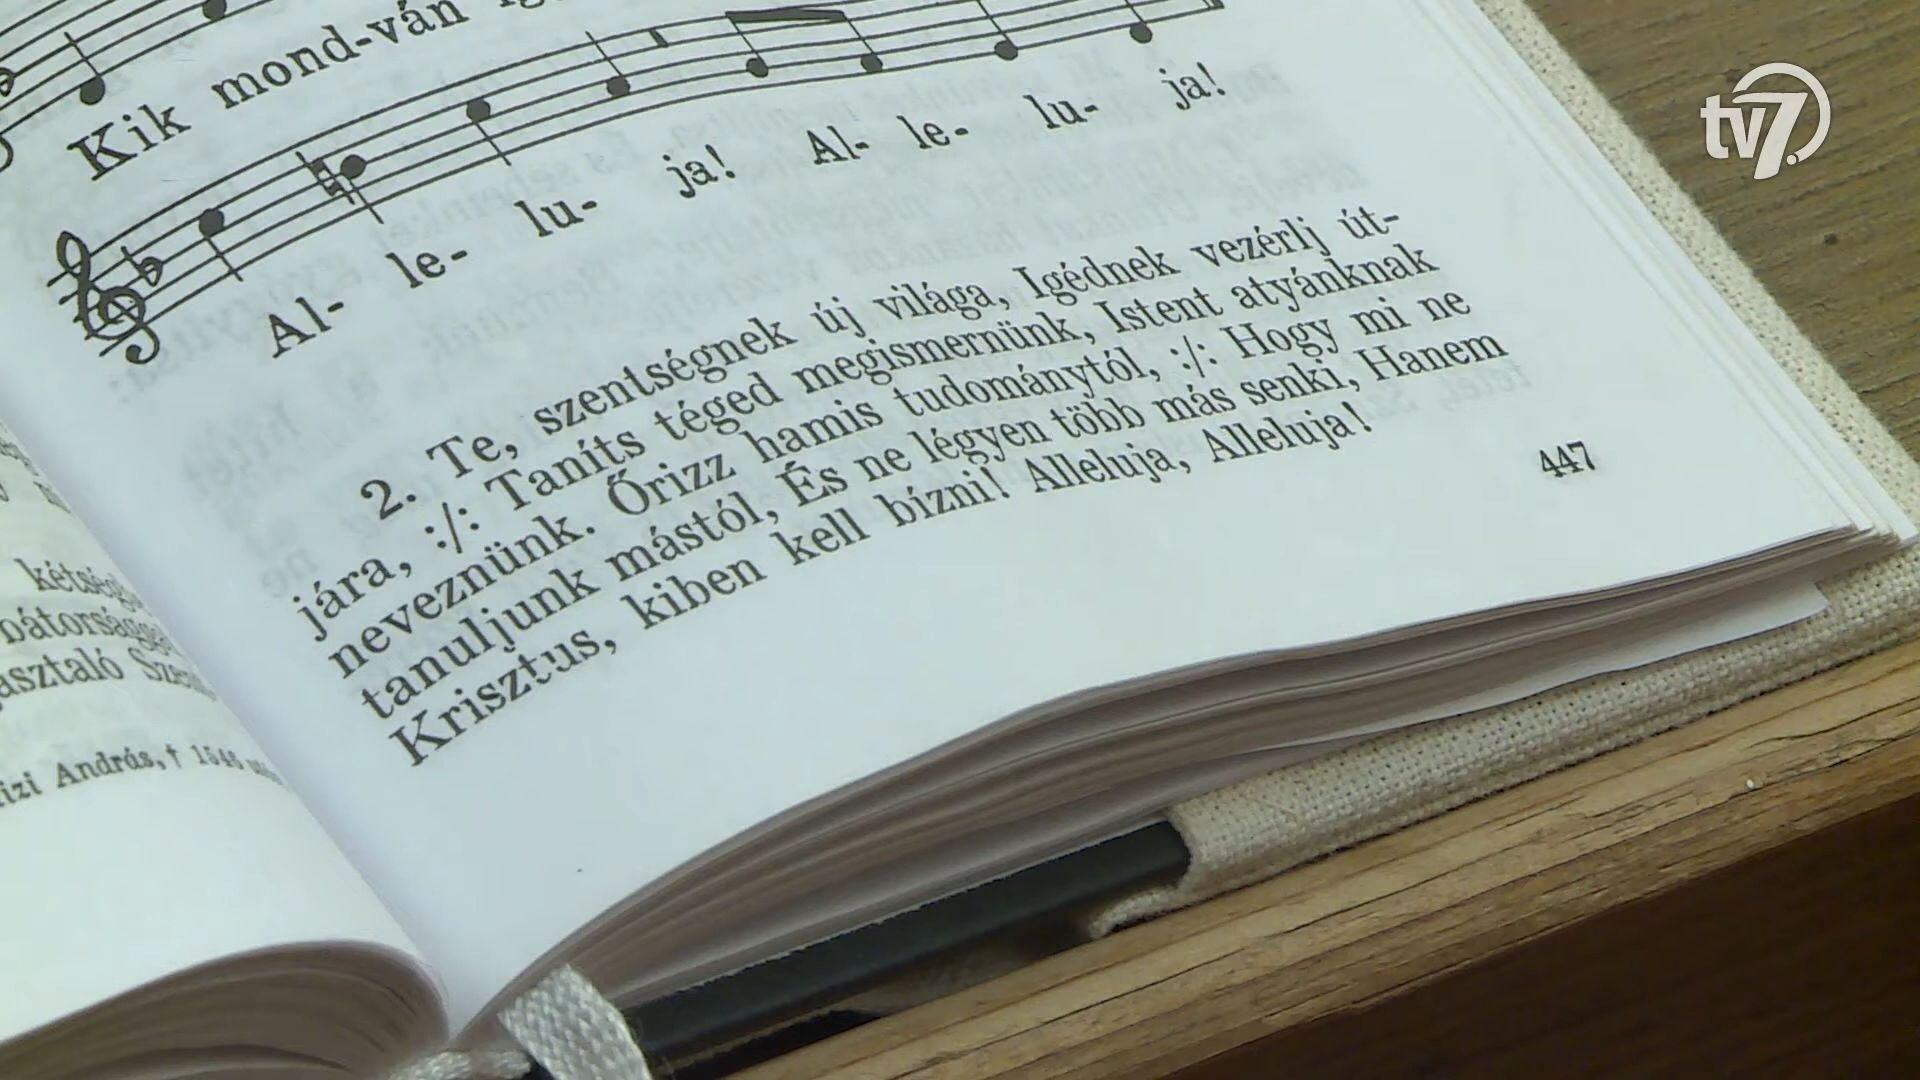 Kik mond-ván
Al- le- lu- ja! Al- le- lu- ja!
2. Te, szentségnek új világa, Igédnek vezérlj út-
jára, :/: Taníts téged megismernünk, Istent atyánknak
neveznünk. Őrizz hamis tudománytól, :/: Hogy mi ne
tanuljunk mástól, És ne légyen több más senki, Hanem
Krisztus, kiben kell bízni! Alleluja, Alleluja!
447
András, † 1546
tv7.